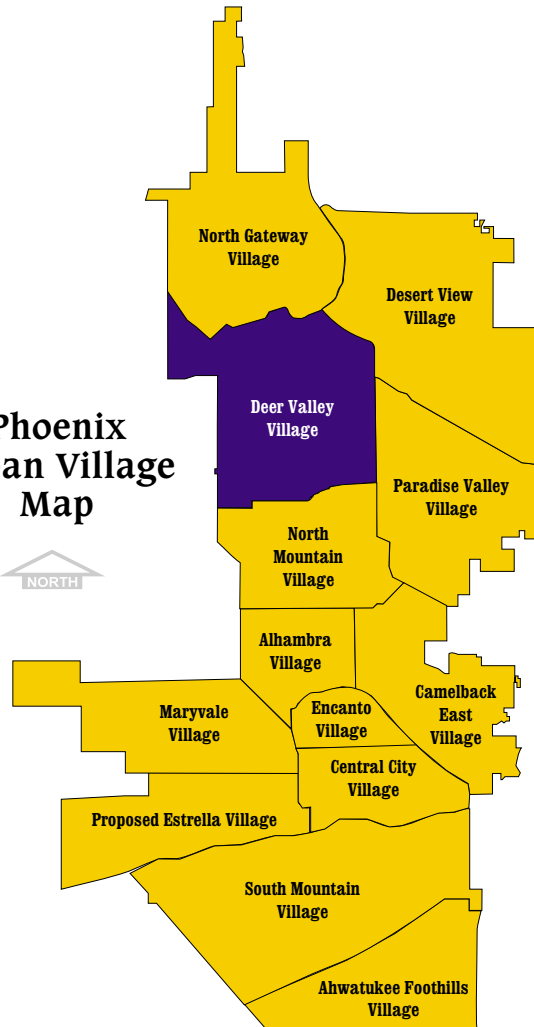 North Gateway
Village
Desert View
Village
Deer Valley
Village
Phoenix
an Village
Map
Paradise Valley
Village
North
Mountain
Village
NORTH
Alhambra
Village
Camelback
East
Village
Encanto
Village
Maryvale
Village
Central City
Village
Proposed Estrella Village
South Mountain
Village
Ahwatukee Foothills
Village